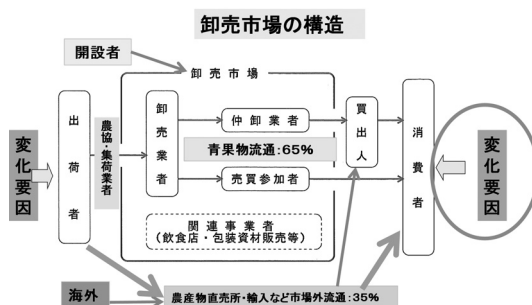 卸売市場の構造
開設者
卸売市場
変化要因
出荷者
農協・集荷業者
卸売業者
仲卸業者
青果物流通:65%
売買参加者
買出人
消費者
変化要因
関連事業者
(飲食店・包装資材販売等)
海外
農産物直売所・輸入など市場外流通:35%